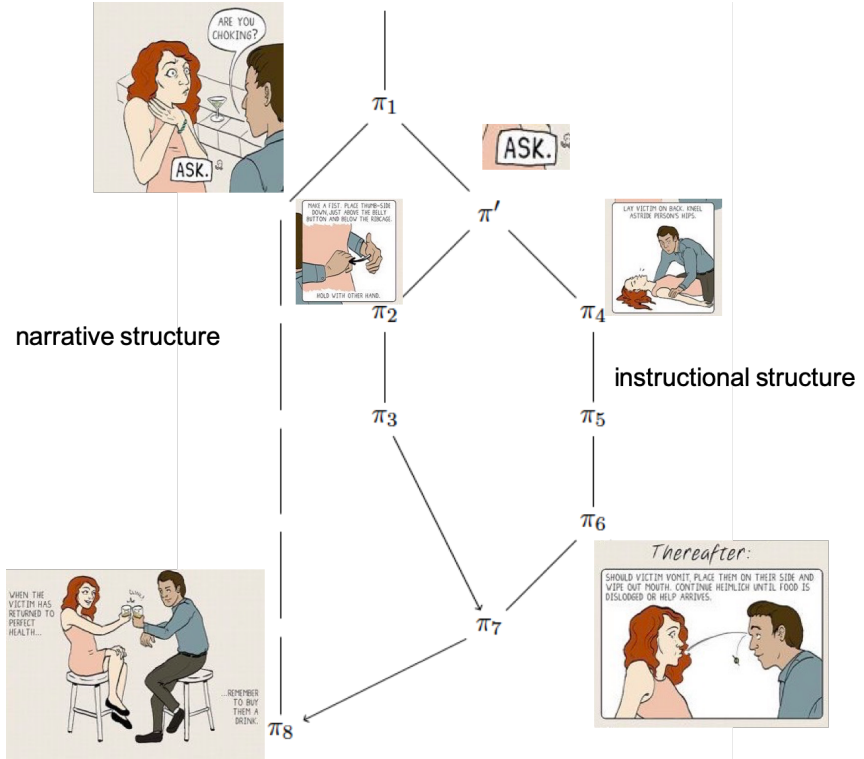 ARE YOU
CHOKING?
ASK.
π1
ASK.
MAKE A FIST. PLACE THUMB-SIDE
DOWN, JUST ABOVE THE BELLY
BUTTON AND BELOW THE RIBCAGE.
HOLD WITH OTHER HAND.
π′
LAY VICTIM ON BACK. KNEEL
ASTRIDE PERSON'S HIPS.
π2
π4
narrative structure
instructional structure
π3
π5
π6
Thereafter:
SHOULD VICTIM VOMIT, PLACE THEM ON THEIR SIDE AND
WIPE OUT MOUTH. CONTINUE HEIMLICH UNTIL FOOD IS
DISLODGED OR HELP ARRIVES.
π7
WHEN THE
VICTIM HAS
RETURNED TO
PERFECT
HEALTH...
...REMEMBER
TO BUY
THEM A
DRINK.
π8